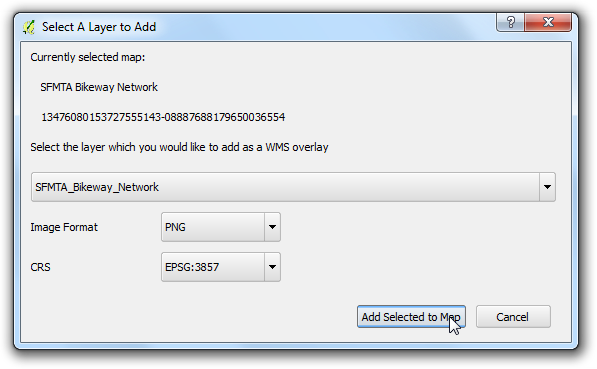 Select A Layer to Add
Currently selected map:
SFMTA Bikeway Network
13476080153727555143-08887688179650036554
Select the layer which you would like to add as a WMS overlay
SFMTA_Bikeway_Network
Image Format PNG
CRS EPSG:3857
Add Selected to Map Cancel